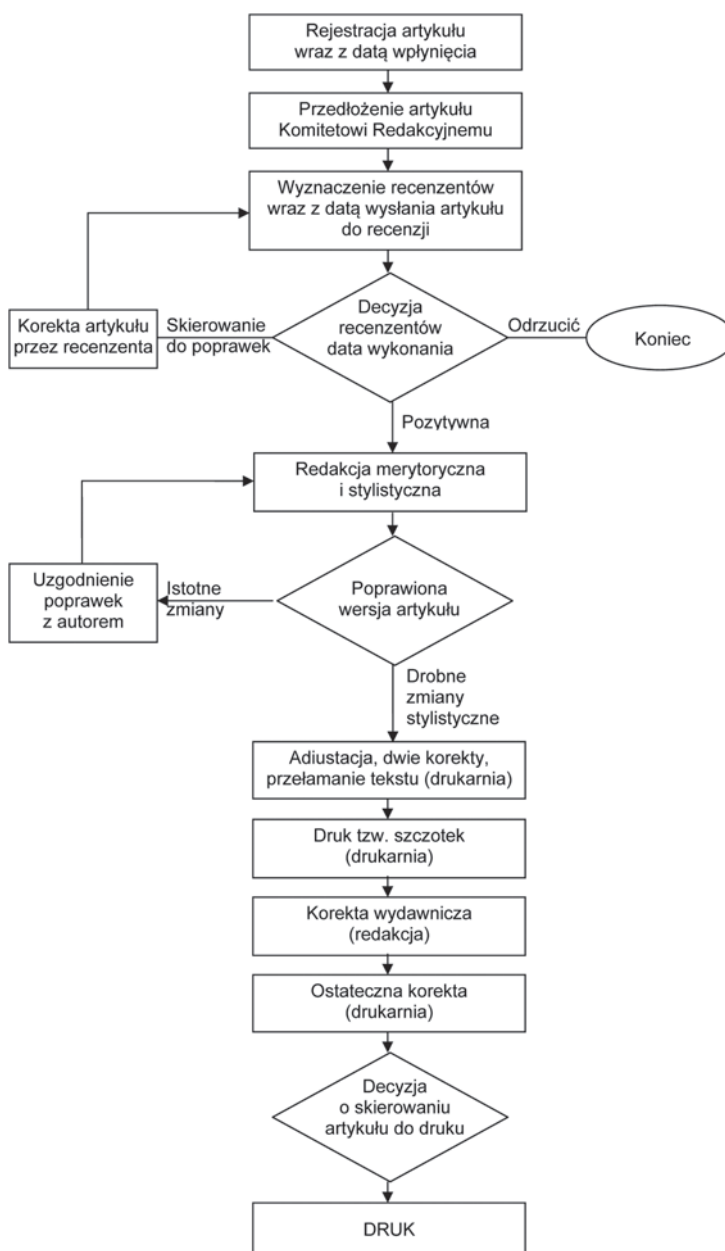 Rejestracja artykułu
wraz z datą wpłynięcia
Przedłożenie artykułu
Komitetowi Redakcyjnemu
Wyznaczenie recenzentów
wraz z datą wysłania artykułu
do recenzji
Korekta artykułu
przez recenzenta
Skierowanie
do poprawek
Decyzja
recenzentów
data wykonania
Odrzucić
Koniec
Pozytywna
Redakcja merytoryczna
i stylistyczna
Uzgodnienie
poprawek
z autorem
Istotne
zmiany
Poprawiona
wersja artykułu
Drobne
zmiany
stylistyczne
Adiustacja, dwie korekty,
przełamanie tekstu (drukarnia)
Druk tzw. szczotek
(drukarnia)
Korekta wydawnicza
(redakcja)
Ostateczna korekta
(drukarnia)
Decyzja
o skierowaniu
artykułu do druku
DRUK